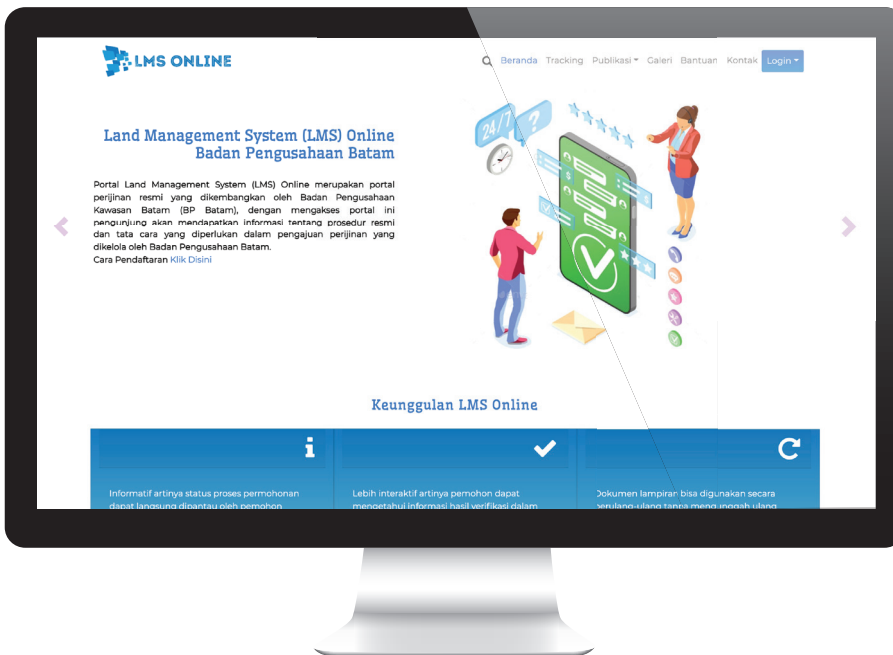 LMS ONLINE
Beranda Tracking Publikasi Galeri Bantuan Kontak Login
Land Management System (LMS) Online
Badan Pengusahaan Batam
Portal Land Management System (LMS) Online merupakan portal
perijinan resmi yang dikembangkan oleh Badan Pengusahaan
Kawasan Batam (BP Batam), dengan mengakses portal ini
pengunjung akan mendapatkan informasi tentang prosedur resmi
dan tata cara yang diperlukan dalam pengajuan perijinan yang
dikelola oleh Badan Pengusahaan Batam.
Cara Pendaftaran Klik Disini
24/7
?
Keunggulan LMS Online
Informatif artinya status proses permohonan
dapat langsung dipantau oleh pemohon
Lebih interaktif artinya pemohon dapat
mengetahui informasi hasil verifikasi dalam
Dokumen lampiran bisa digunakan secara
berulang-ulang tanpa mengunggah ulang